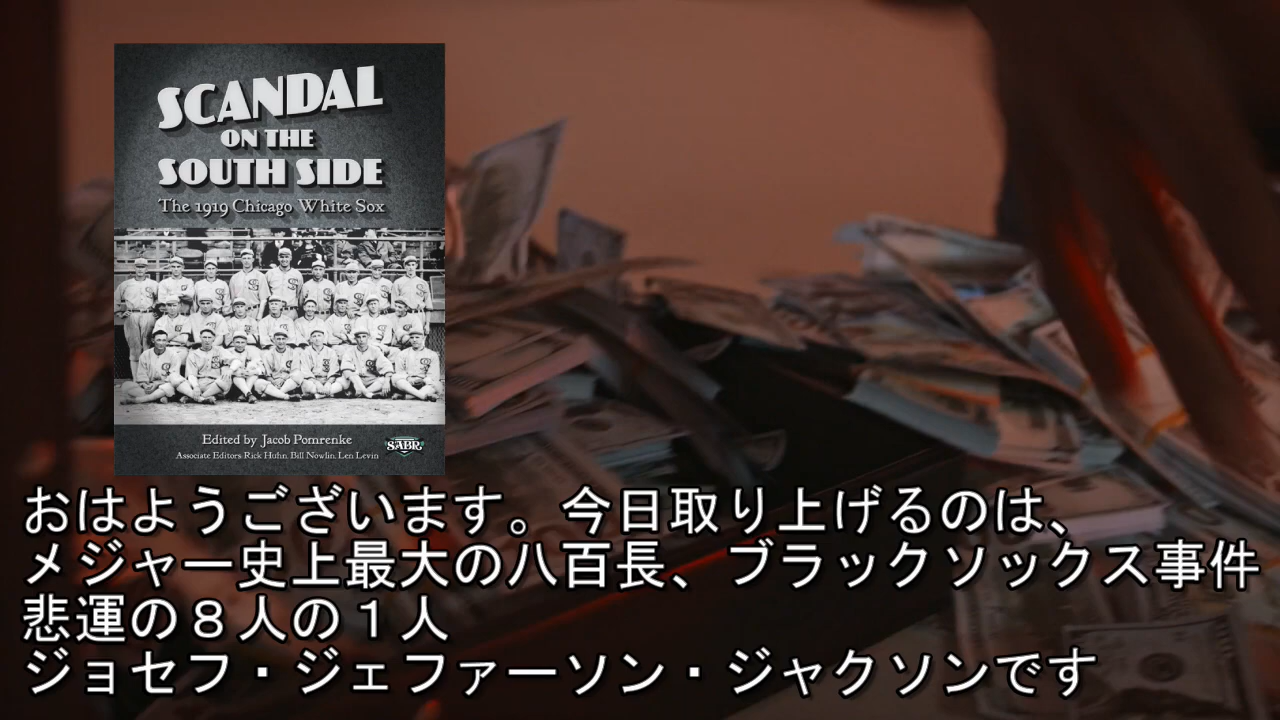 SCANDAL
ON THE
SOUTH SIDE
The 1919 Chicago White Sox
Edited by Jacob Pomrenke
Associate Editors: Rick Huhn, Bill Nowlin, Len Levin
SABR
おはようございます。今日取り上げるのは、
メジャー史上最大の八百長、ブラックソックス事件
悲運の８人の１人
ジョセフ・ジェファーソン・ジャクソンです